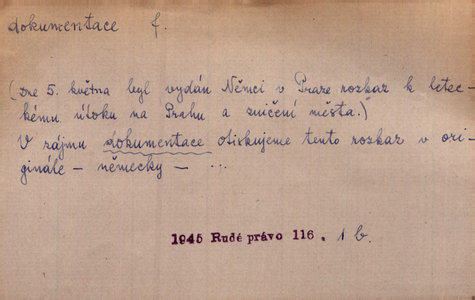 dokumentace f.
(Dne 5. května byl vydán Němci v Praze rozkaz k letec-
kému útoku na Prahu a zničení města.)
V zájmu dokumentace otiskujeme tento rozkaz v ori-
ginále – německy – ...
1945 Rudé právo 116. 1 b.